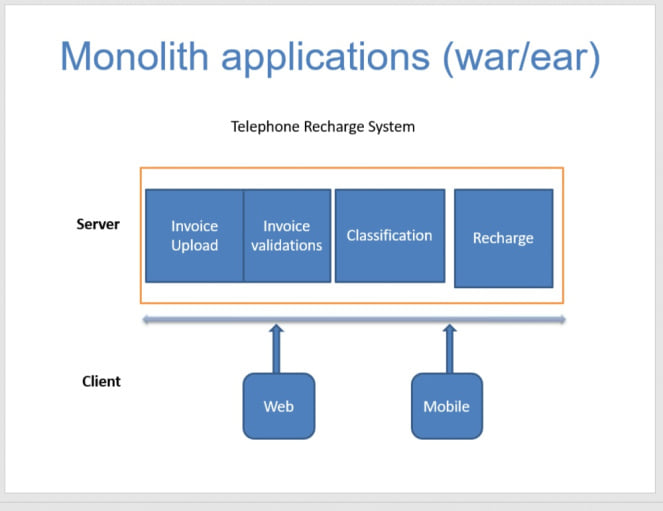 Monolith applications (war/ear)
Telephone Recharge System
Server
Invoice
Upload
Invoice
validations
Classification
Recharge
Client
Web
Mobile